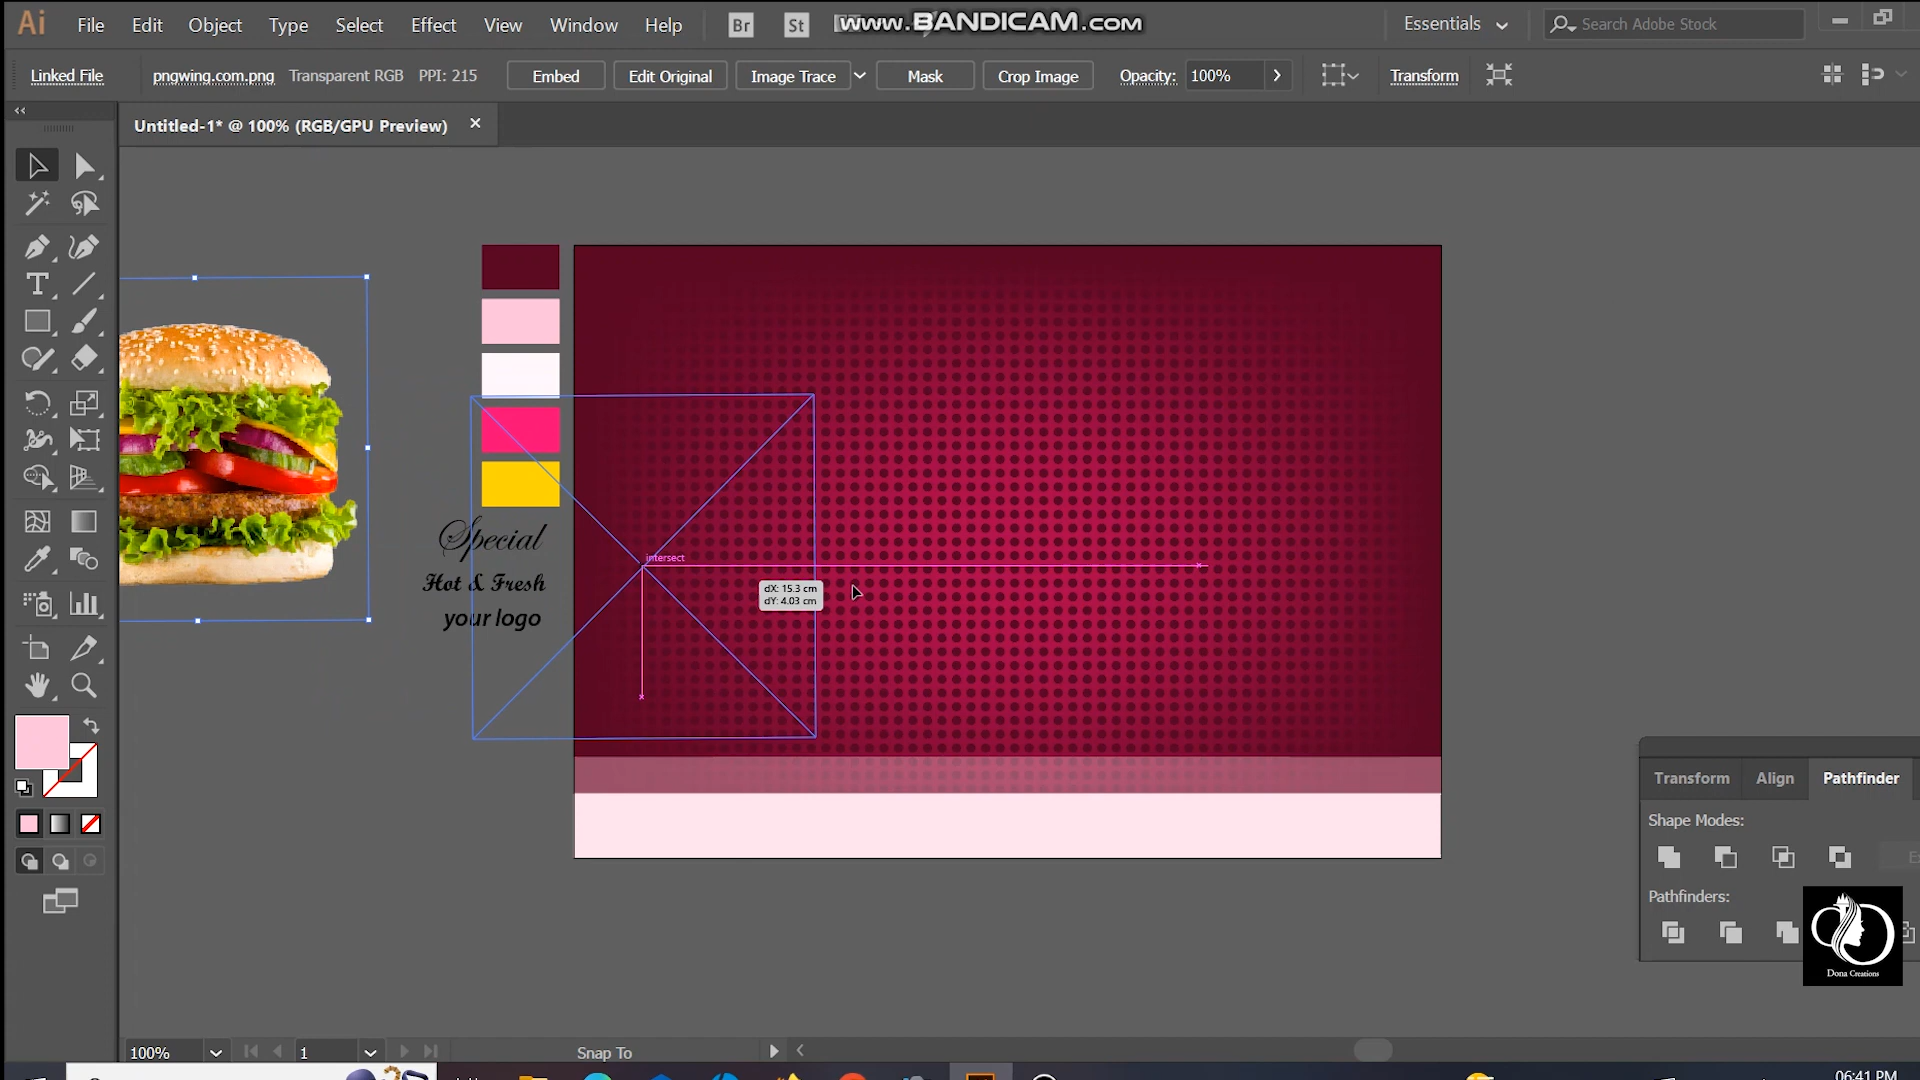 Ai File Edit Object Type Select Effect View Window Help Br St www.BANDICAM.com Essentials Search Adobe Stock
Linked File pngwing.com.png Transparent RGB PPI: 215 Embed Edit Original Image Trace Mask Crop Image Opacity: 100% Transform
Untitled-1* @ 100% (RGB/GPU Preview)
Special
Hot & Fresh
your logo
intersect
dX: 15.3 cm
dY: 4.03 cm
Transform Align Pathfinder
Shape Modes:
Pathfinders:
Dona Creations
100% 1 Snap To
06:41 PM